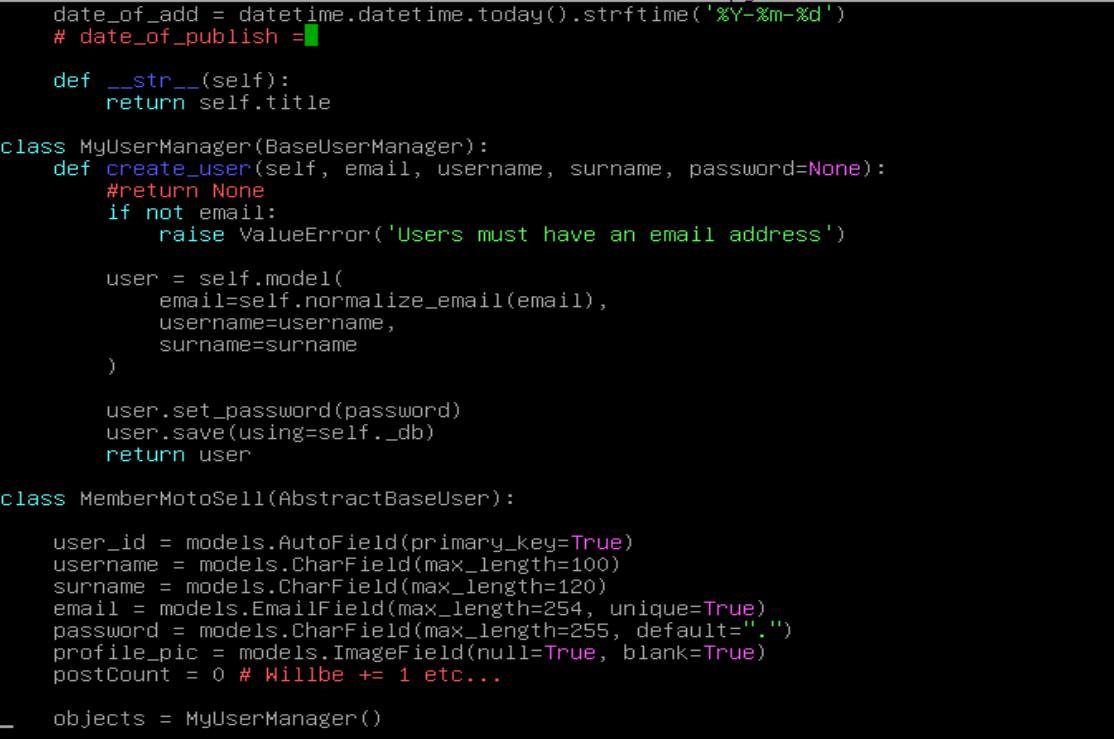 date_of_add = datetime.datetime.today().strftime('%Y-%m-%d')
    # date_of_publish =

    def __str__(self):
        return self.title

class MyUserManager(BaseUserManager):
    def create_user(self, email, username, surname, password=None):
        #return None
        if not email:
            raise ValueError('Users must have an email address')

        user = self.model(
            email=self.normalize_email(email),
            username=username,
            surname=surname
        )

        user.set_password(password)
        user.save(using=self._db)
        return user

class MemberMotoSell(AbstractBaseUser):

    user_id = models.AutoField(primary_key=True)
    username = models.CharField(max_length=100)
    surname = models.CharField(max_length=120)
    email = models.EmailField(max_length=254, unique=True)
    password = models.CharField(max_length=255, default=".")
    profile_pic = models.ImageField(null=True, blank=True)
    postCount = 0 # Willbe += 1 etc...

    objects = MyUserManager()